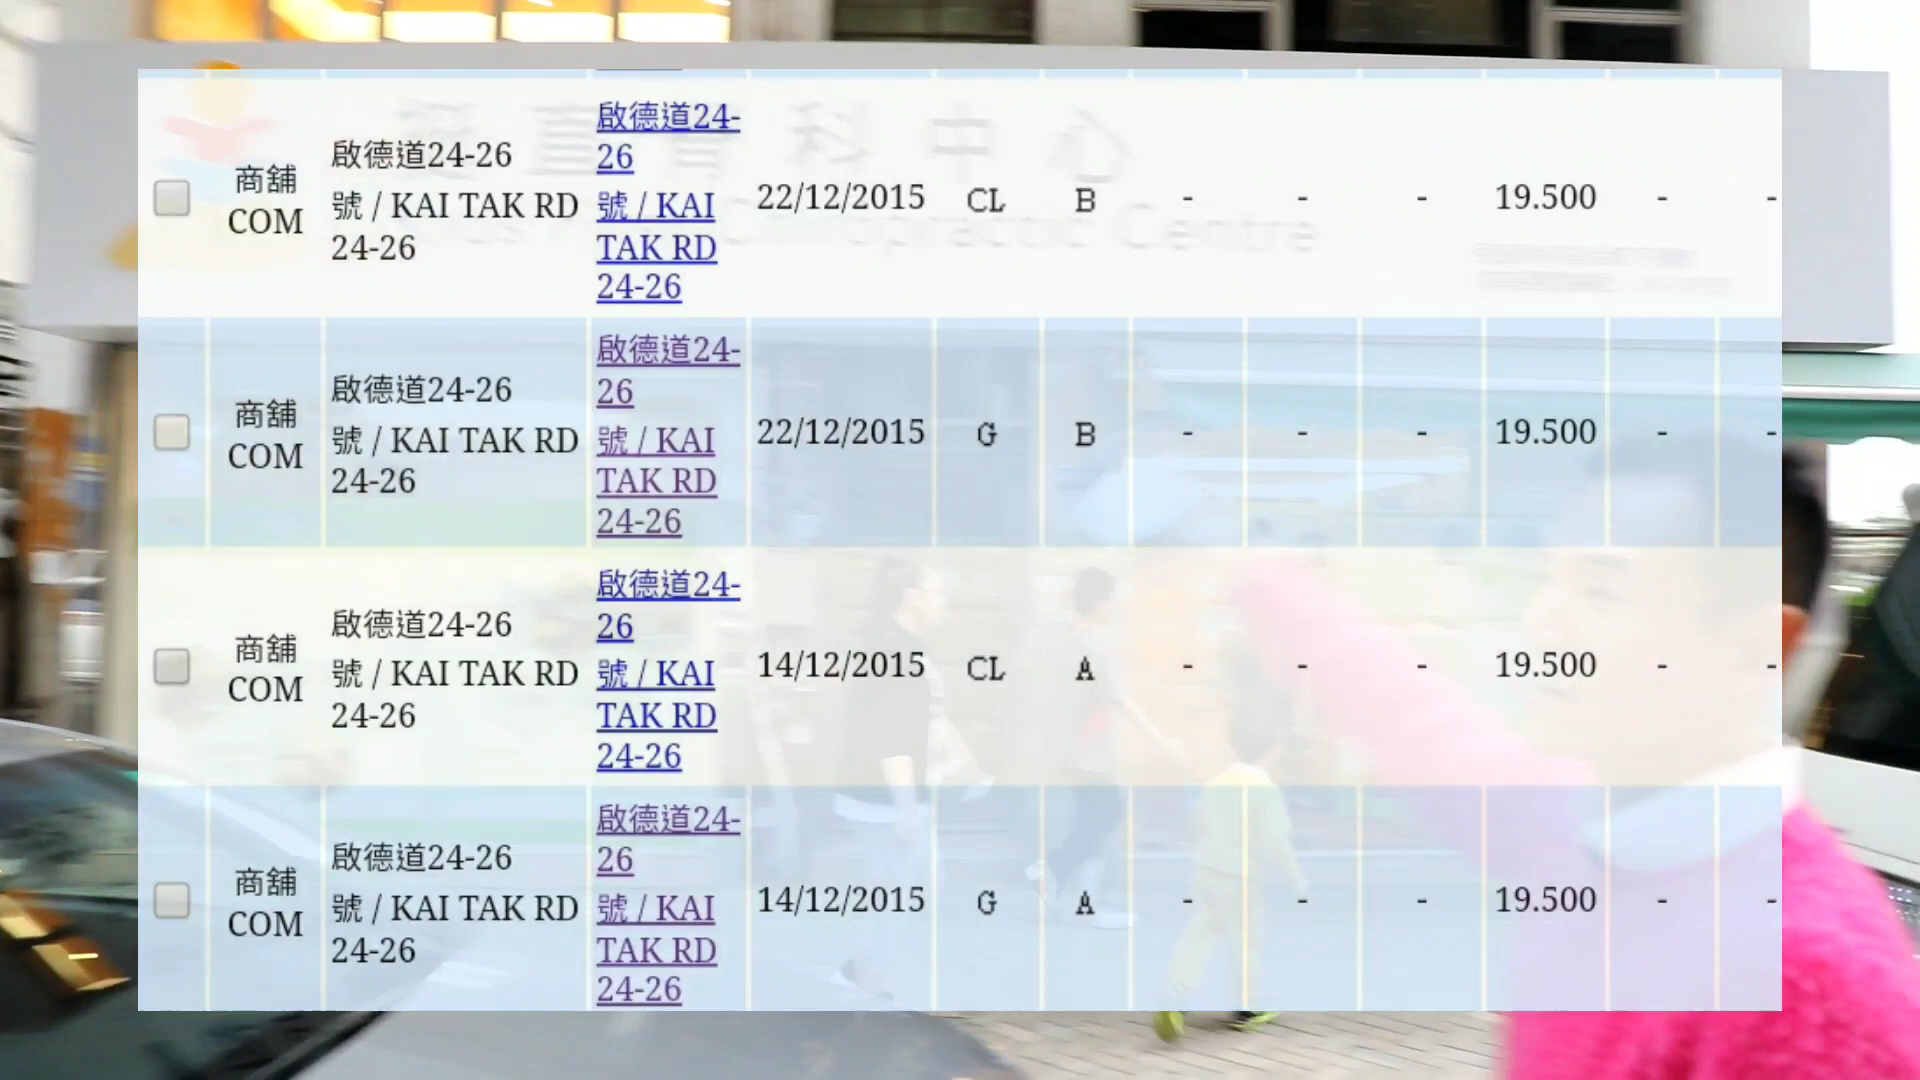 啟德道24-
26
號 / KAI
TAK RD
24-26
商舖
COM
啟德道24-26
號 / KAI TAK RD
24-26
22/12/2015
CL
B
-
-
-
19.500
-
-
啟德道24-
26
號 / KAI
TAK RD
24-26
商舖
COM
啟德道24-26
號 / KAI TAK RD
24-26
22/12/2015
G
B
-
-
-
19.500
-
-
啟德道24-
26
號 / KAI
TAK RD
24-26
商舖
COM
啟德道24-26
號 / KAI TAK RD
24-26
14/12/2015
CL
A
-
-
-
19.500
-
-
啟德道24-
26
號 / KAI
TAK RD
24-26
商舖
COM
啟德道24-26
號 / KAI TAK RD
24-26
14/12/2015
G
A
-
-
-
19.500
-
-
科中心
Chiropractic Centre